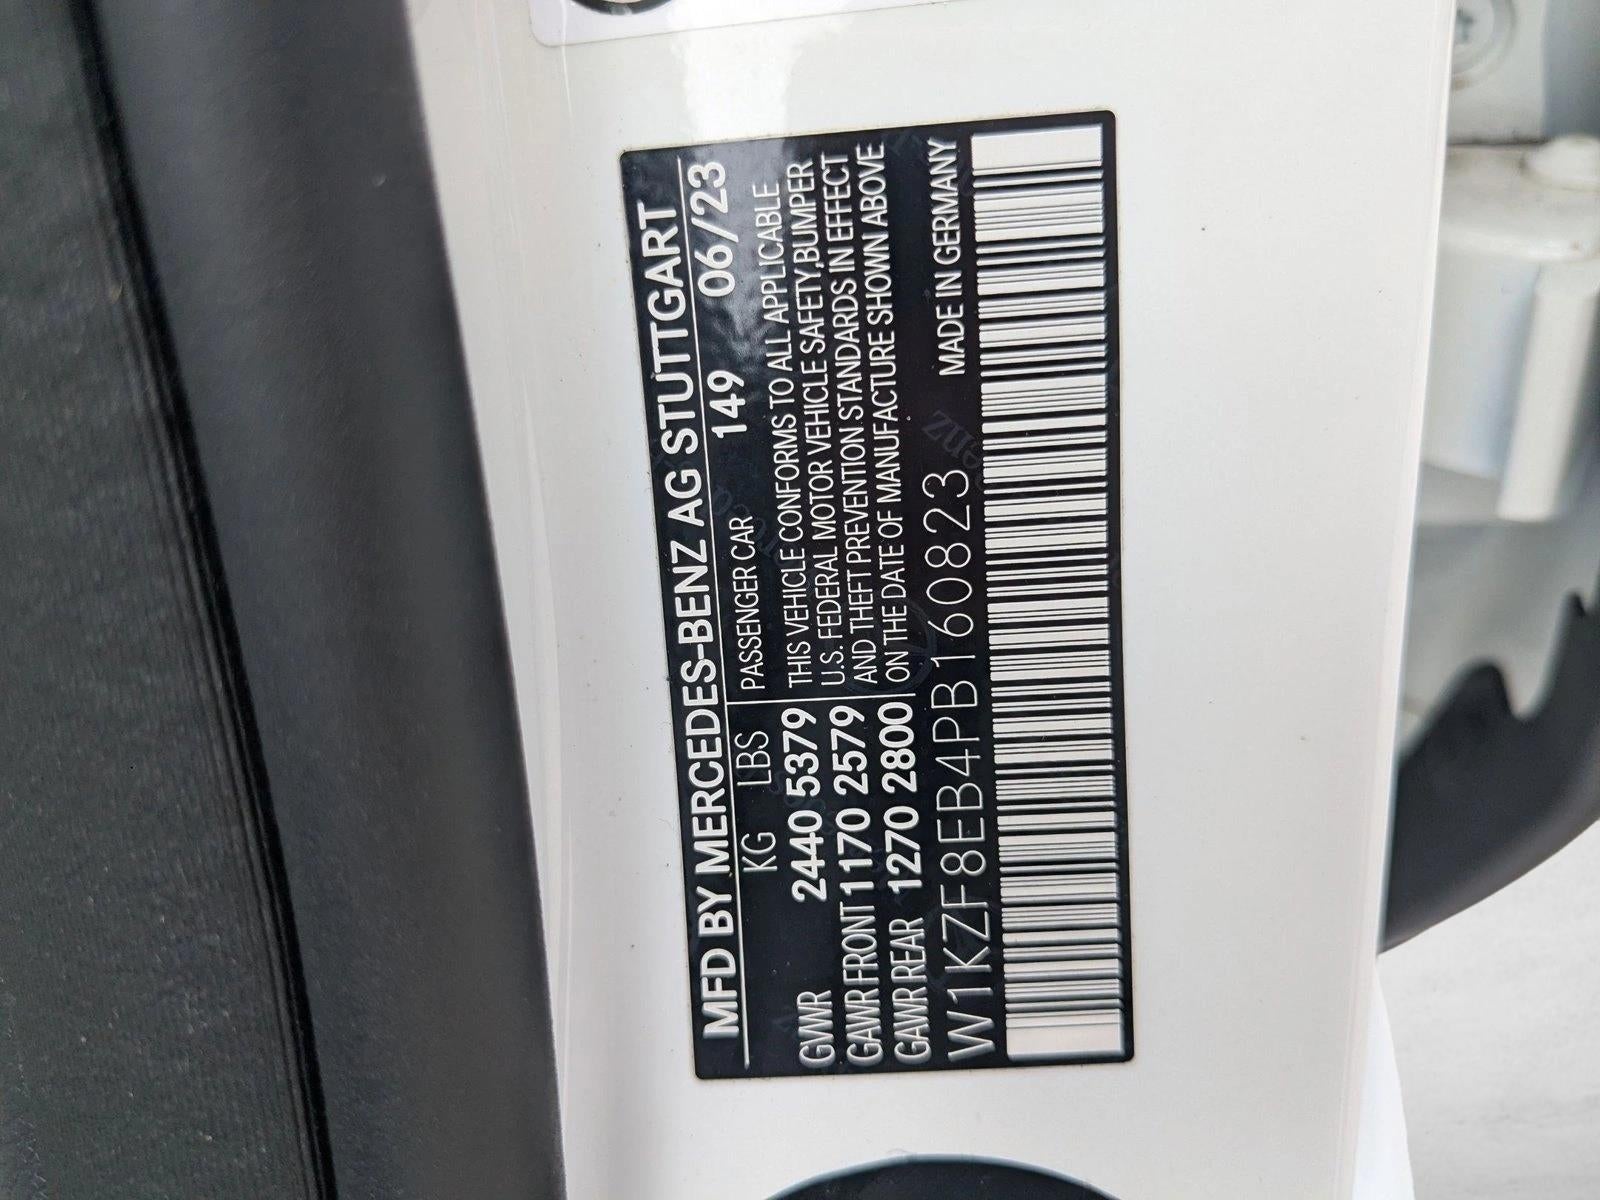 MFD BY MERCEDES-BENZ AG STUTTGART
KG LBS PASSENGER CAR 149 06/23
GVWR 2440 5379 THIS VEHICLE CONFORMS TO ALL APPLICABLE
GAWR FRONT 1170 2579 U.S. FEDERAL MOTOR VEHICLE SAFETY, BUMPER
GAWR REAR 1270 2800 AND THEFT PREVENTION STANDARDS IN EFFECT
ON THE DATE OF MANUFACTURE SHOWN ABOVE
W1KZF8EB4PB160823 MADE IN GERMANY